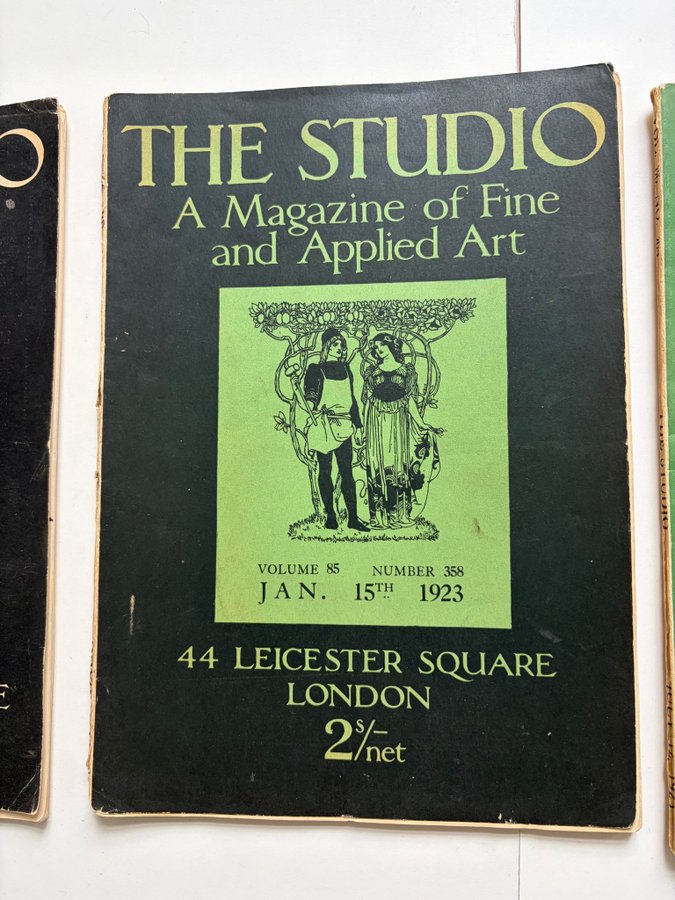 THE STUDIO
A Magazine of Fine
and Applied Art
VOLUME 85 NUMBER 358
JAN. 15TH 1923
44 LEICESTER SQUARE
LONDON
2s/- net
O
E